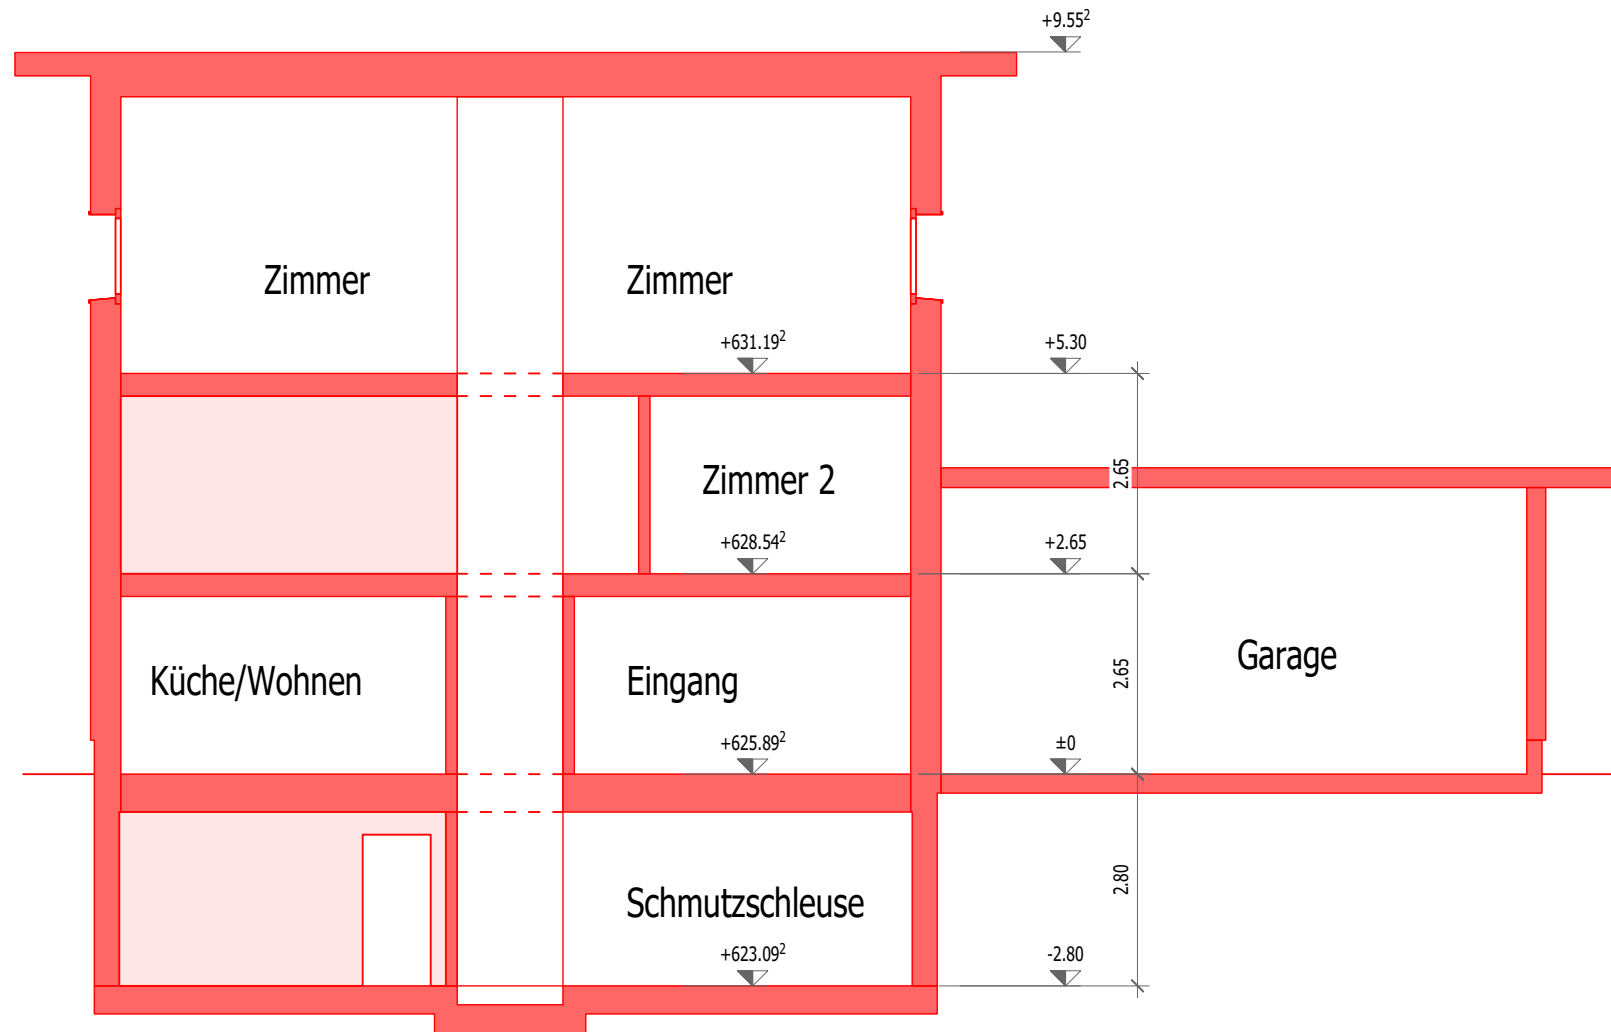 +9.55²
Zimmer
Zimmer
+631.19²
+5.30
2.65
Zimmer 2
+628.54²
+2.65
Küche/Wohnen
Eingang
2.65
Garage
+625.89²
±0
2.80
Schmutzschleuse
+623.09²
-2.80